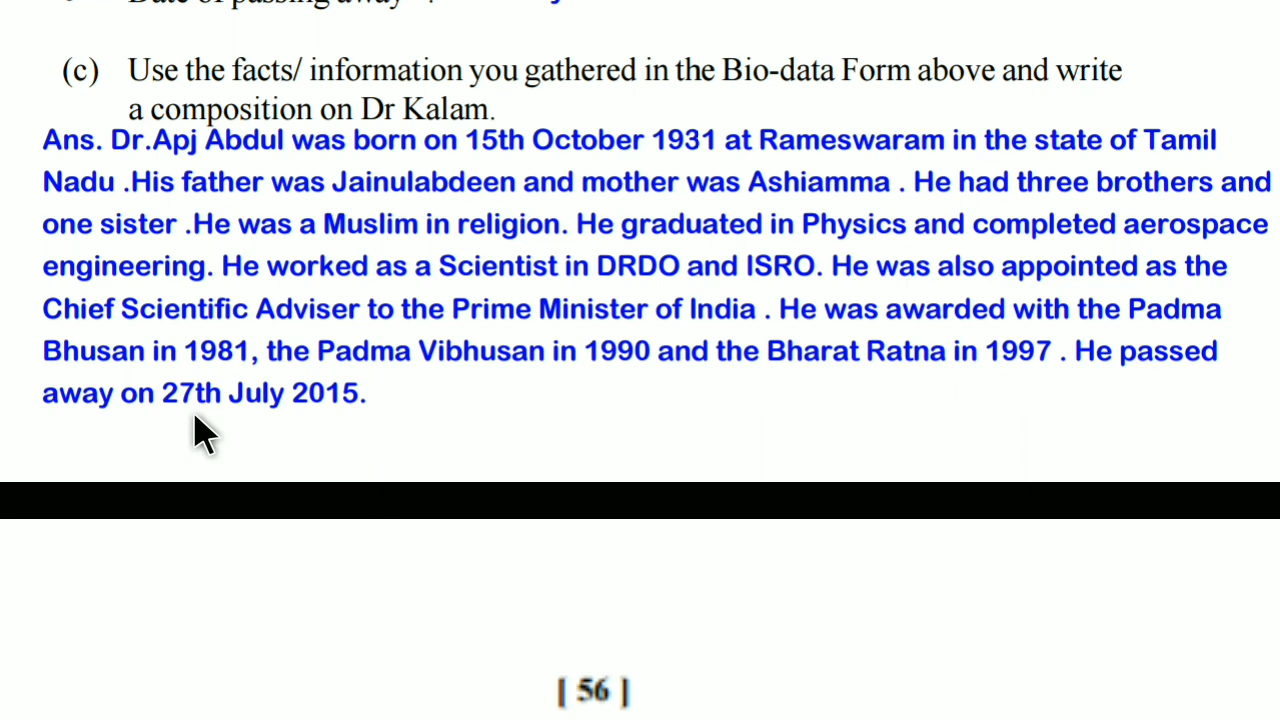 Date of passing away :
(c) Use the facts/ information you gathered in the Bio-data Form above and write
a composition on Dr Kalam.
Ans. Dr.Apj Abdul was born on 15th October 1931 at Rameswaram in the state of Tamil
Nadu .His father was Jainulabdeen and mother was Ashiamma . He had three brothers and
one sister .He was a Muslim in religion. He graduated in Physics and completed aerospace
engineering. He worked as a Scientist in DRDO and ISRO. He was also appointed as the
Chief Scientific Adviser to the Prime Minister of India . He was awarded with the Padma
Bhusan in 1981, the Padma Vibhusan in 1990 and the Bharat Ratna in 1997 . He passed
away on 27th July 2015.
[ 56 ]